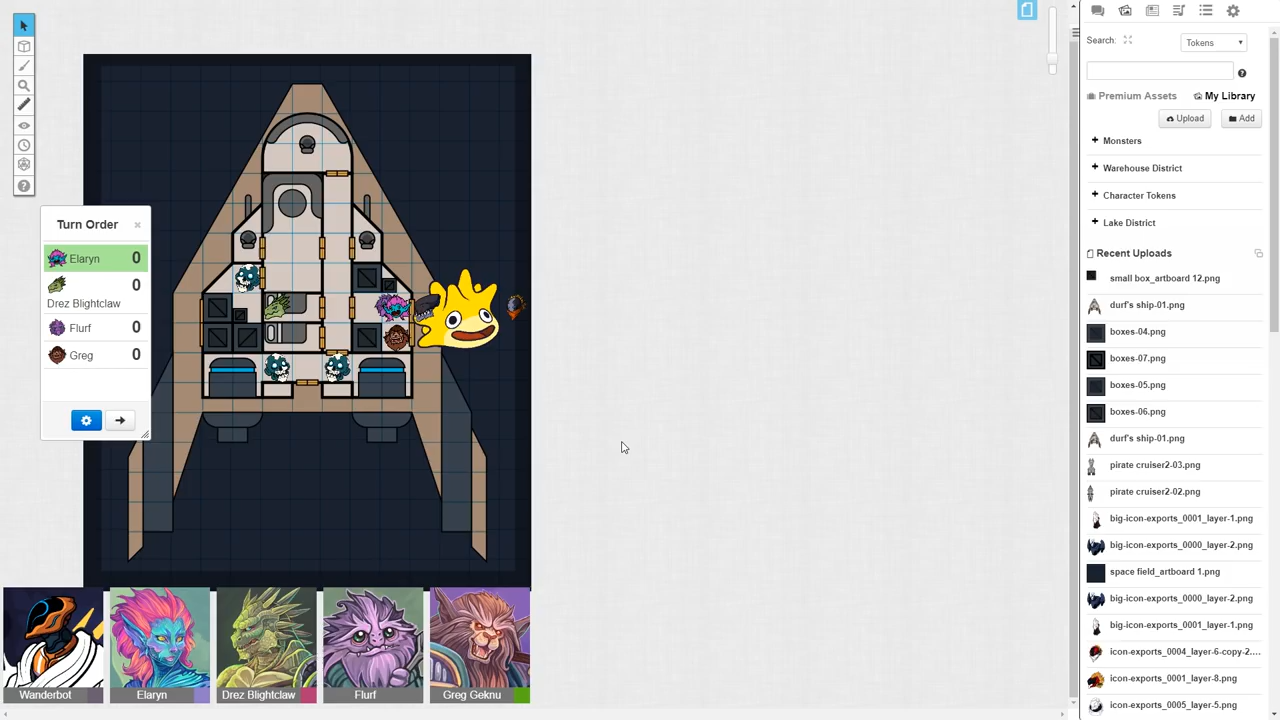 Search:
Tokens
Premium Assets
My Library
Upload
Add
Monsters
Warehouse District
Character Tokens
Lake District
Recent Uploads
small box_artboard 12.png
durf's ship-01.png
boxes-04.png
boxes-07.png
boxes-05.png
boxes-06.png
durf's ship-01.png
pirate cruiser2-03.png
pirate cruiser2-02.png
big-icon-exports_0001_layer-1.png
big-icon-exports_0000_layer-2.png
space field_artboard 1.png
big-icon-exports_0000_layer-2.png
big-icon-exports_0001_layer-1.png
icon-exports_0004_layer-6-copy-2....
icon-exports_0001_layer-8.png
icon-exports_0005_layer-5.png
Turn Order
Elaryn 0
0
Drez Blightclaw
Flurf 0
Greg 0
Wanderbot
Elaryn
Drez Blightclaw
Flurf
Greg Geknu